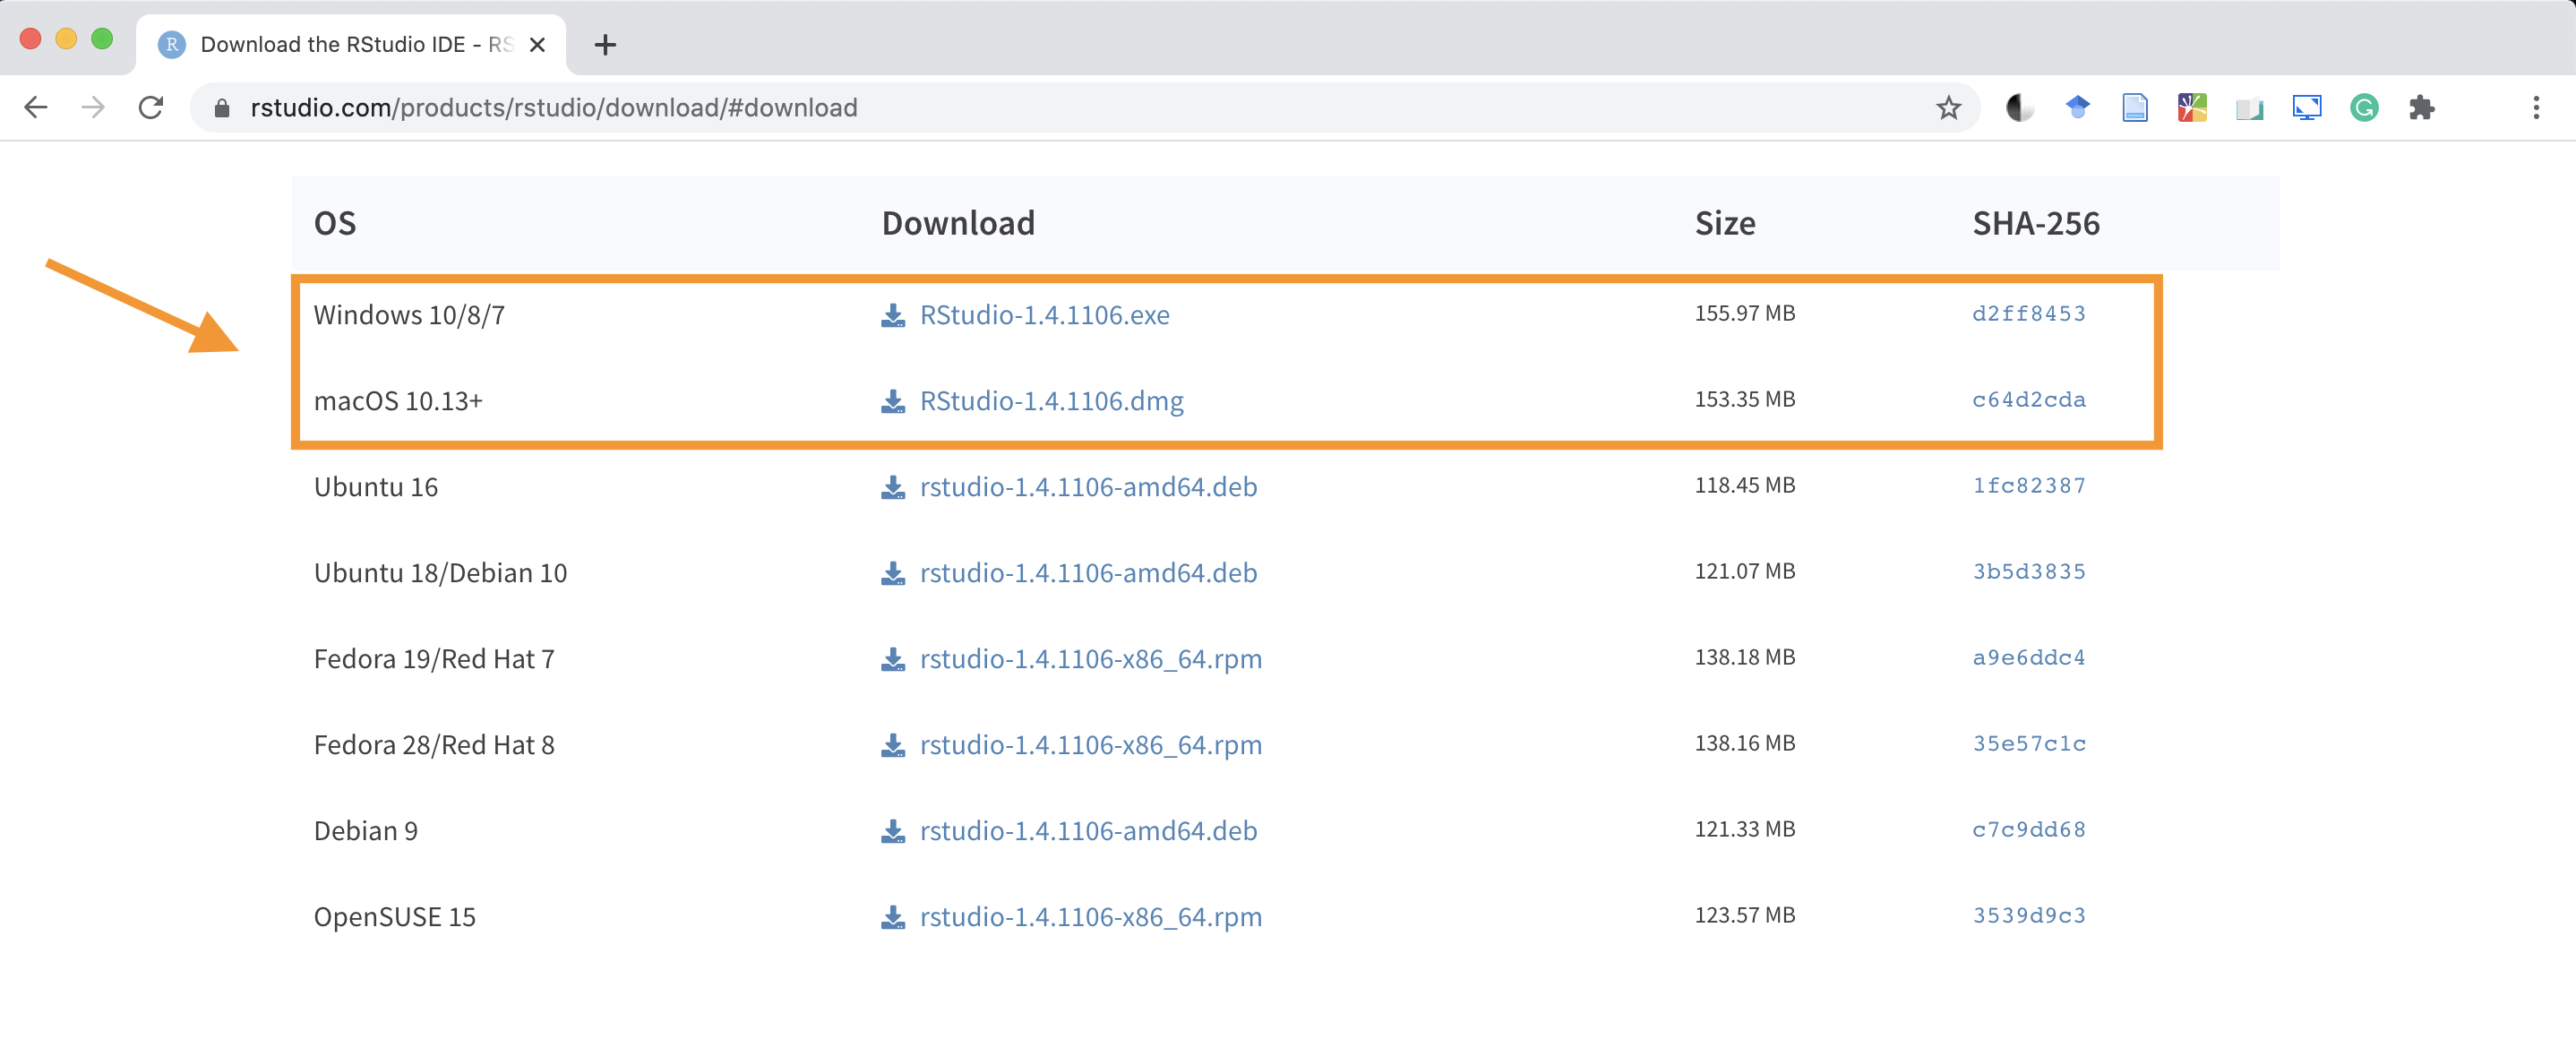 Download the RStudio IDE - RS
rstudio.com/products/rstudio/download/#download
OS Download Size SHA-256
Windows 10/8/7 RStudio-1.4.1106.exe 155.97 MB d2ff8453
macOS 10.13+ RStudio-1.4.1106.dmg 153.35 MB c64d2cda
Ubuntu 16 rstudio-1.4.1106-amd64.deb 118.45 MB 1fc82387
Ubuntu 18/Debian 10 rstudio-1.4.1106-amd64.deb 121.07 MB 3b5d3835
Fedora 19/Red Hat 7 rstudio-1.4.1106-x86_64.rpm 138.18 MB a9e6ddc4
Fedora 28/Red Hat 8 rstudio-1.4.1106-x86_64.rpm 138.16 MB 35e57c1c
Debian 9 rstudio-1.4.1106-amd64.deb 121.33 MB c7c9dd68
OpenSUSE 15 rstudio-1.4.1106-x86_64.rpm 123.57 MB 3539d9c3